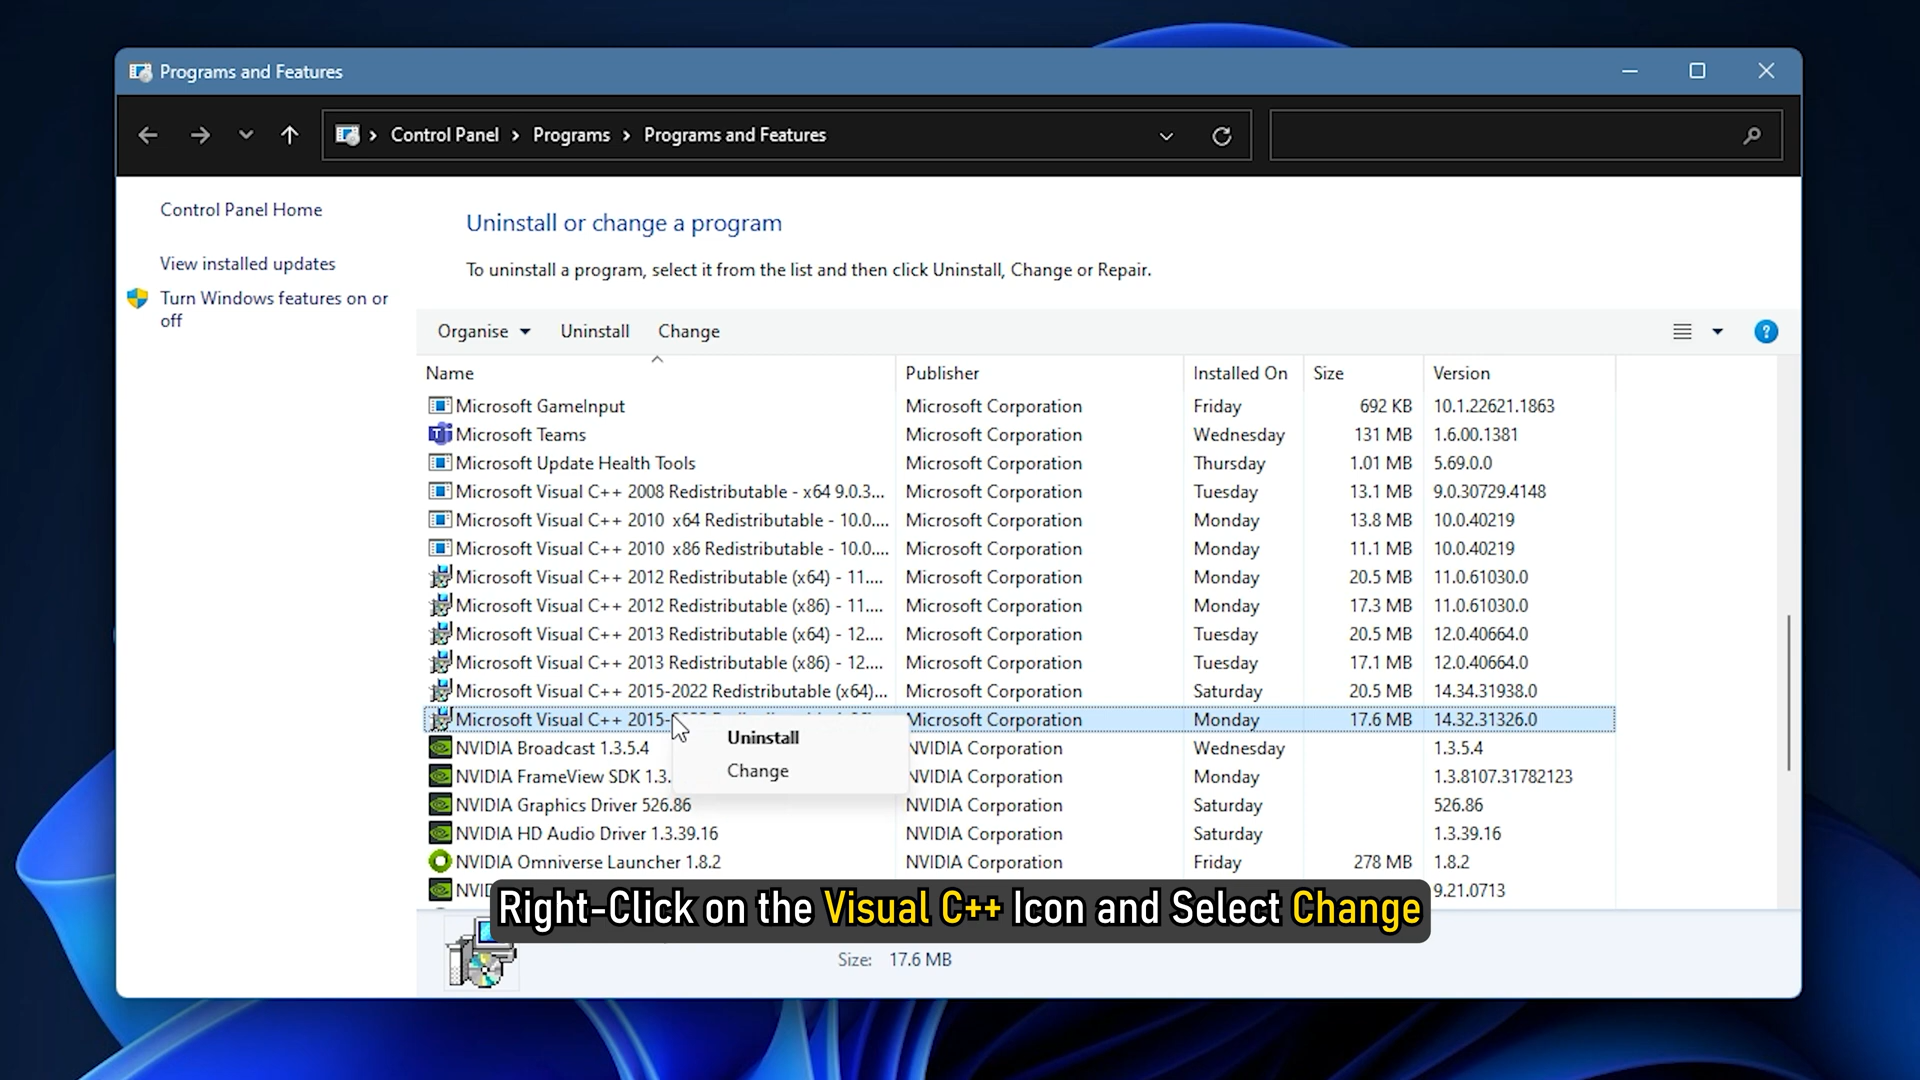 Programs and Features
Control Panel > Programs > Programs and Features
Control Panel Home
View installed updates
Turn Windows features on or
off
Uninstall or change a program
To uninstall a program, select it from the list and then click Uninstall, Change or Repair.
Organise Uninstall Change
Name Publisher Installed On Size Version
Microsoft GameInput Microsoft Corporation Friday 692 KB 10.1.22621.1863
Microsoft Teams Microsoft Corporation Wednesday 131 MB 1.6.00.1381
Microsoft Update Health Tools Microsoft Corporation Thursday 1.01 MB 5.69.0.0
Microsoft Visual C++ 2008 Redistributable - x64 9.0.3... Microsoft Corporation Tuesday 13.1 MB 9.0.30729.4148
Microsoft Visual C++ 2010 x64 Redistributable - 10.0.... Microsoft Corporation Monday 13.8 MB 10.0.40219
Microsoft Visual C++ 2010 x86 Redistributable - 10.0.... Microsoft Corporation Monday 11.1 MB 10.0.40219
Microsoft Visual C++ 2012 Redistributable (x64) - 11.... Microsoft Corporation Monday 20.5 MB 11.0.61030.0
Microsoft Visual C++ 2012 Redistributable (x86) - 11.... Microsoft Corporation Monday 17.3 MB 11.0.61030.0
Microsoft Visual C++ 2013 Redistributable (x64) - 12.... Microsoft Corporation Tuesday 20.5 MB 12.0.40664.0
Microsoft Visual C++ 2013 Redistributable (x86) - 12.... Microsoft Corporation Tuesday 17.1 MB 12.0.40664.0
Microsoft Visual C++ 2015-2022 Redistributable (x64)... Microsoft Corporation Saturday 20.5 MB 14.34.31938.0
Microsoft Visual C++ 2015- Microsoft Corporation Monday 17.6 MB 14.32.31326.0
Uninstall
Change
NVIDIA Broadcast 1.3.5.4 NVIDIA Corporation Wednesday 1.3.5.4
NVIDIA FrameView SDK 1.3. NVIDIA Corporation Monday 1.3.8107.31782123
NVIDIA Graphics Driver 526.86 NVIDIA Corporation Saturday 526.86
NVIDIA HD Audio Driver 1.3.39.16 NVIDIA Corporation Saturday 1.3.39.16
NVIDIA Omniverse Launcher 1.8.2 NVIDIA Corporation Friday 278 MB 1.8.2
9.21.0713
Right-Click on the Visual C++ Icon and Select Change
Size: 17.6 MB